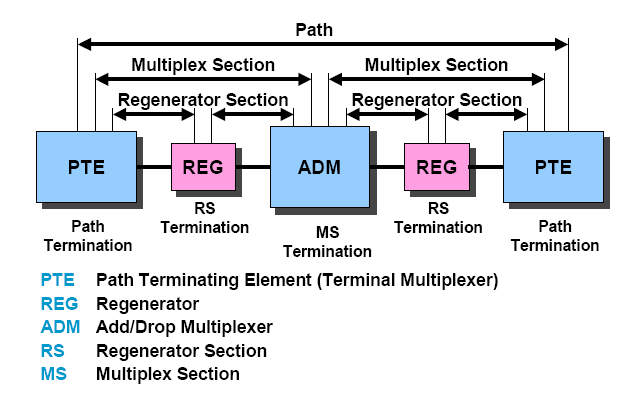 Path
Multiplex Section Multiplex Section
Regenerator Section Regenerator Section
PTE REG ADM REG PTE
Path
Termination
RS
Termination
MS
Termination
RS
Termination
Path
Termination
PTE Path Terminating Element (Terminal Multiplexer)
REG Regenerator
ADM Add/Drop Multiplexer
RS Regenerator Section
MS Multiplex Section